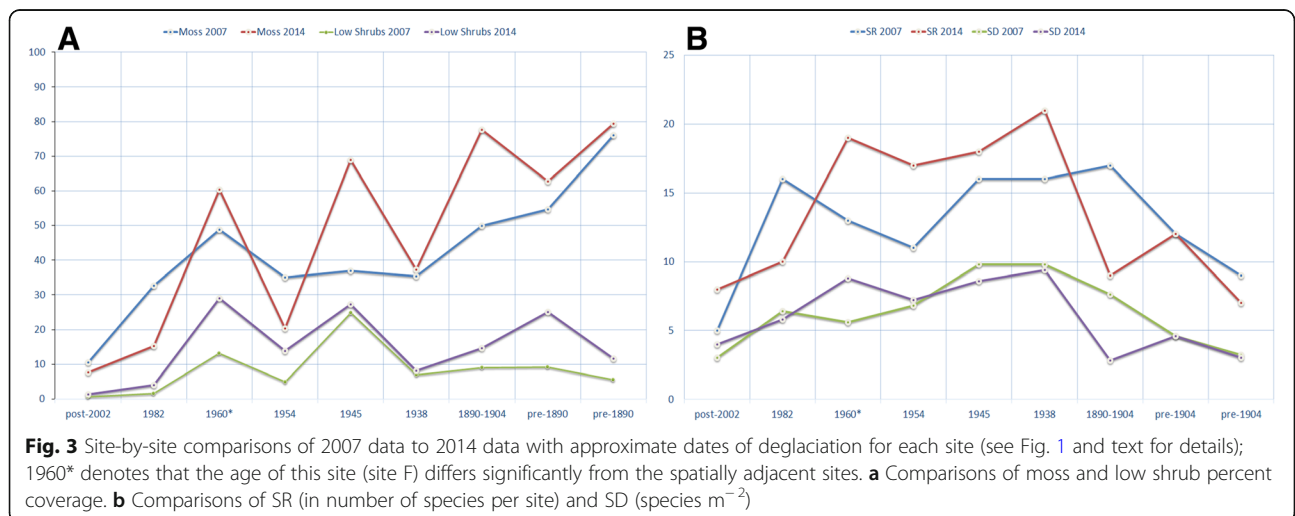 A
Moss 2007 Moss 2014 Low Shrubs 2007 Low Shrubs 2014
100
90
80
70
60
50
40
30
20
10
0
post-2002 1982 1960* 1954 1945 1938 1890-1904 pre-1890 pre-1890
B
SR 2007 SR 2014 SD 2007 SD 2014
25
20
15
10
5
0
post-2002 1982 1960* 1954 1945 1938 1890-1904 pre-1904 pre-1904
Fig. 3 Site-by-site comparisons of 2007 data to 2014 data with approximate dates of deglaciation for each site (see Fig. 1 and text for details);
1960* denotes that the age of this site (site F) differs significantly from the spatially adjacent sites. a Comparisons of moss and low shrub percent
coverage. b Comparisons of SR (in number of species per site) and SD (species m⁻²)